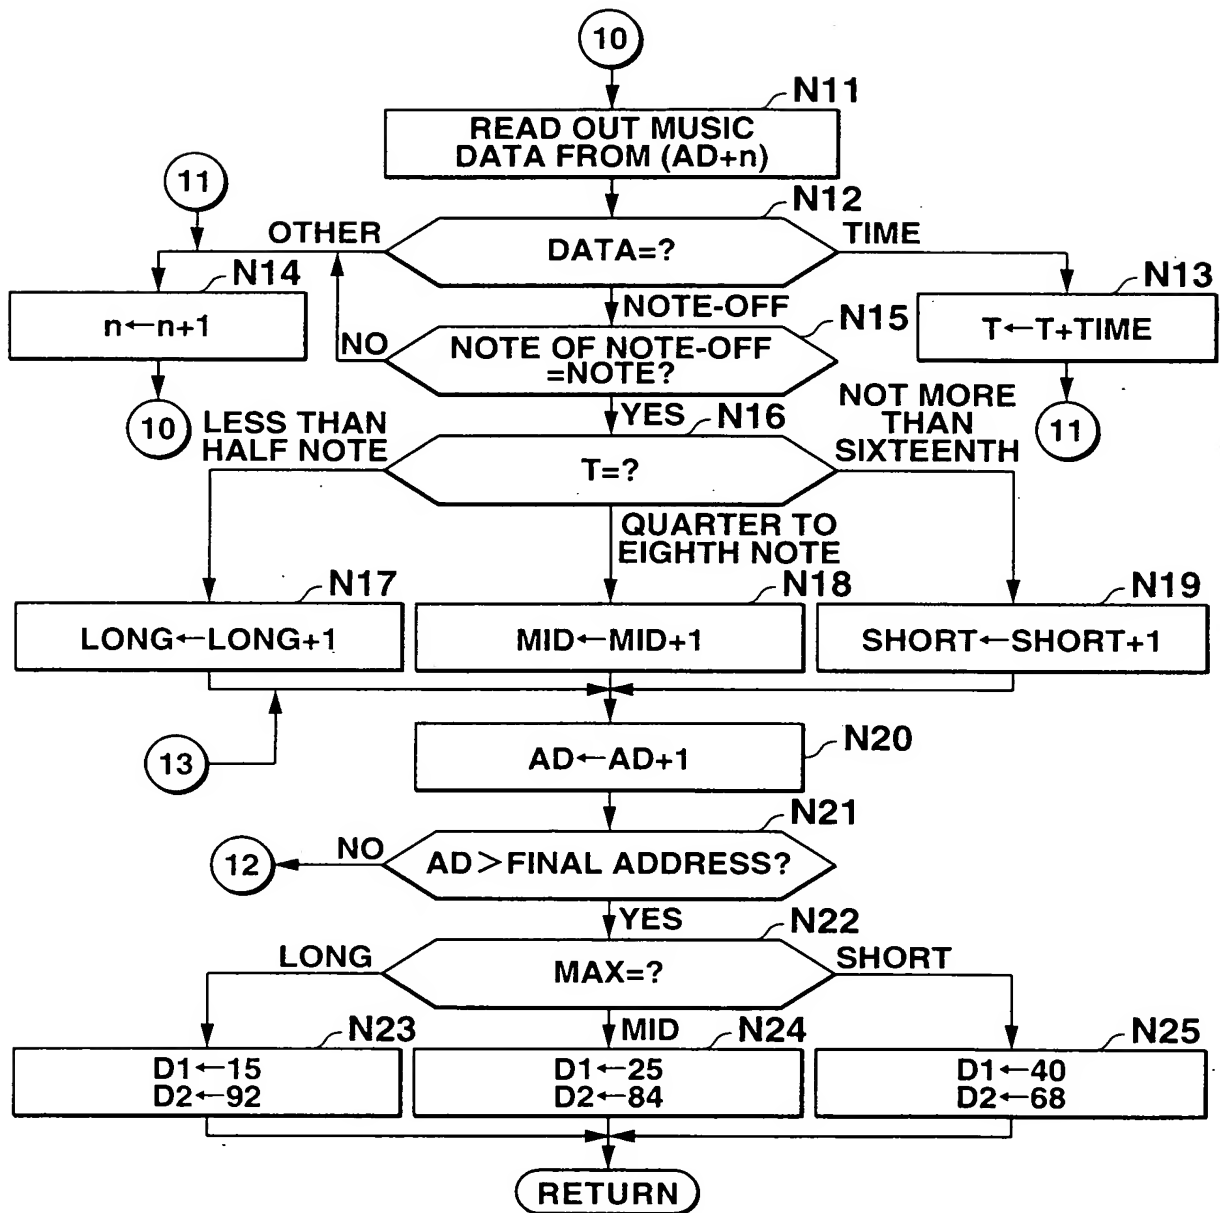 10
N11
READ OUT MUSIC
DATA FROM (AD+n)
11
N12
OTHER
DATA=?
TIME
N14
n←n+1
NOTE-OFF
N13
T←T+TIME
N15
NO
NOTE OF NOTE-OFF
=NOTE?
10
YES
11
LESS THAN
HALF NOTE
N16
T=?
NOT MORE
THAN
SIXTEENTH
QUARTER TO
EIGHTH NOTE
N17
LONG←LONG+1
N18
MID←MID+1
N19
SHORT←SHORT+1
13
N20
AD←AD+1
N21
12
NO
AD>FINAL ADDRESS?
YES
N22
LONG
MAX=?
SHORT
MID
N23
D1←15
D2←92
N24
D1←25
D2←84
N25
D1←40
D2←68
RETURN